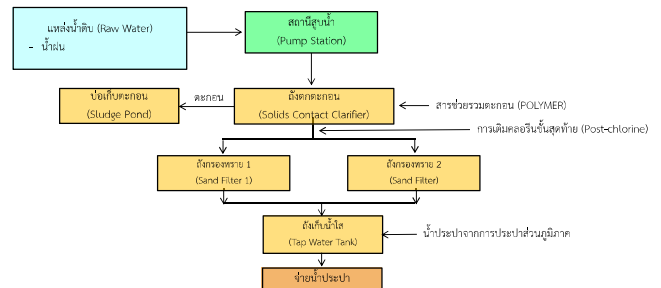 แหล่งน้ำดิบ (Raw Water)
- น้ำฝน
สถานีสูบน้ำ
(Pump Station)
บ่อเก็บตะกอน
(Sludge Pond)
ตะกอน
ถังตกตะกอน
(Solids Contact Clarifier)
สารช่วยรวมตะกอน (POLYMER)
การเติมคลอรีนขั้นสุดท้าย (Post-chlorine)
ถังกรองทราย 1
(Sand Filter 1)
ถังกรองทราย 2
(Sand Filter)
ถังเก็บน้ำใส
(Tap Water Tank)
น้ำประปาจากการประปาส่วนภูมิภาค
จ่ายน้ำประปา